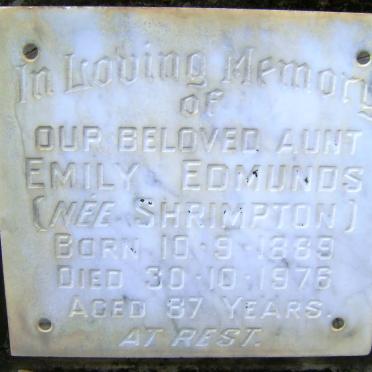 In Loving Memory
OF
OUR BELOVED AUNT
EMILY EDMUNDS
(NÉE SHRIMPTON)
BORN 10·9·1889
DIED 30·10·1976
AGED 87 YEARS.
AT REST.